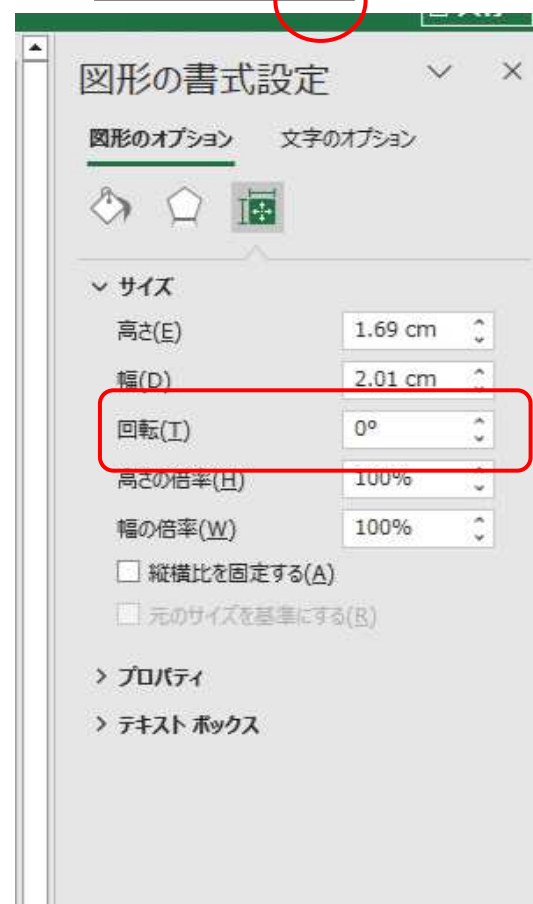 図形の書式設定
図形のオプション 文字のオプション
サイズ
高さ(E) 1.69 cm
幅(D) 2.01 cm
回転(T) 0°
高さの倍率(H) 100%
幅の倍率(W) 100%
縦横比を固定する(A)
元のサイズを基準にする(R)
プロパティ
テキスト ボックス